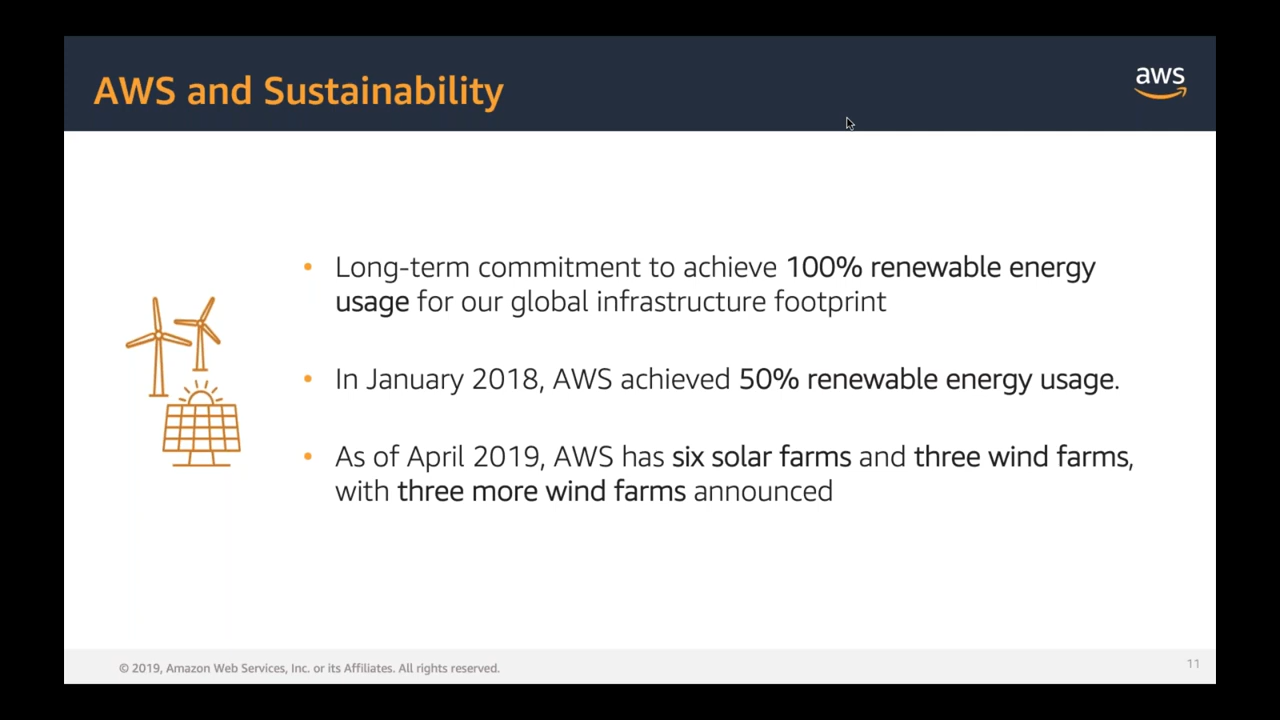 AWS and Sustainability
aws
• Long-term commitment to achieve 100% renewable energy
usage for our global infrastructure footprint
• In January 2018, AWS achieved 50% renewable energy usage.
• As of April 2019, AWS has six solar farms and three wind farms,
with three more wind farms announced
© 2019, Amazon Web Services, Inc. or its Affiliates. All rights reserved.
11